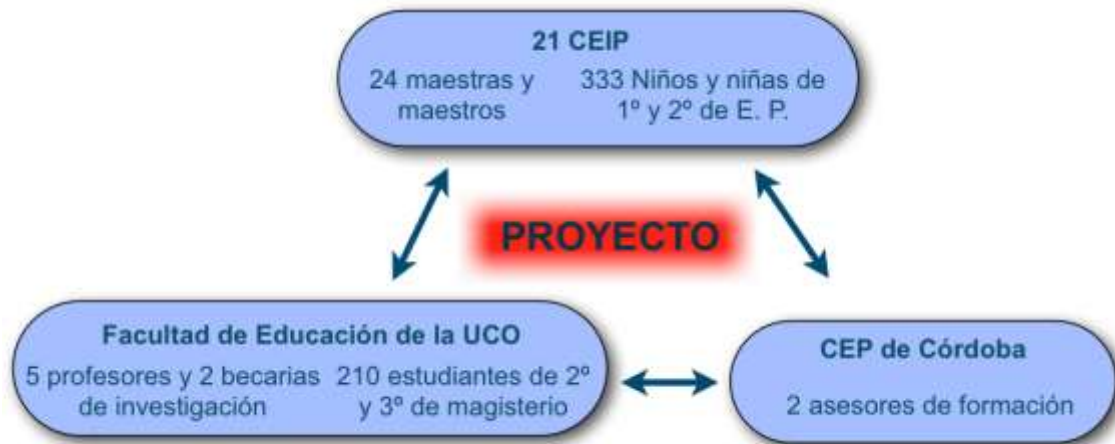 21 CEIP
24 maestras y
maestros
333 Niños y niñas de
1º y 2º de E. P.
PROYECTO
Facultad de Educación de la UCO
5 profesores y 2 becarias
de investigación
210 estudiantes de 2º
y 3º de magisterio
CEP de Córdoba
2 asesores de formación